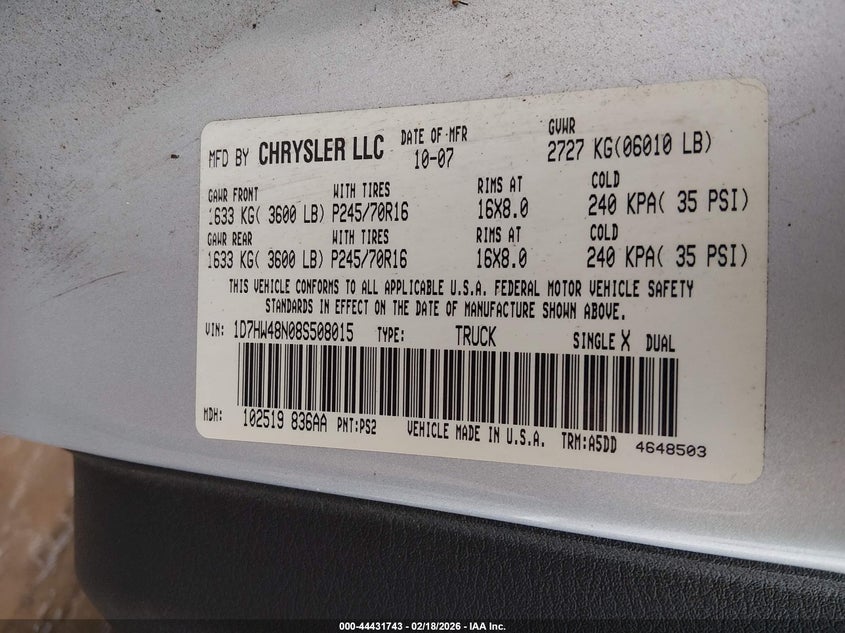 MFD BY CHRYSLER LLC DATE OF MFR 10-07 GVWR 2727 KG(06010 LB)
GAWR FRONT WITH TIRES RIMS AT COLD
1633 KG( 3600 LB) P245/70R16 16X8.0 240 KPA( 35 PSI)
GAWR REAR WITH TIRES RIMS AT COLD
1633 KG( 3600 LB) P245/70R16 16X8.0 240 KPA( 35 PSI)
THIS VEHICLE CONFORMS TO ALL APPLICABLE U.S.A. FEDERAL MOTOR VEHICLE SAFETY
STANDARDS IN EFFECT ON THE DATE OF MANUFACTURE SHOWN ABOVE.
VIN: 1D7HW48N08S508015 TYPE: TRUCK SINGLE X DUAL
MDH: 102519 836AA PNT:PS2 VEHICLE MADE IN U.S.A. TRM:A5DD 4648503
000-44431743 - 02/18/2026 - IAA Inc.